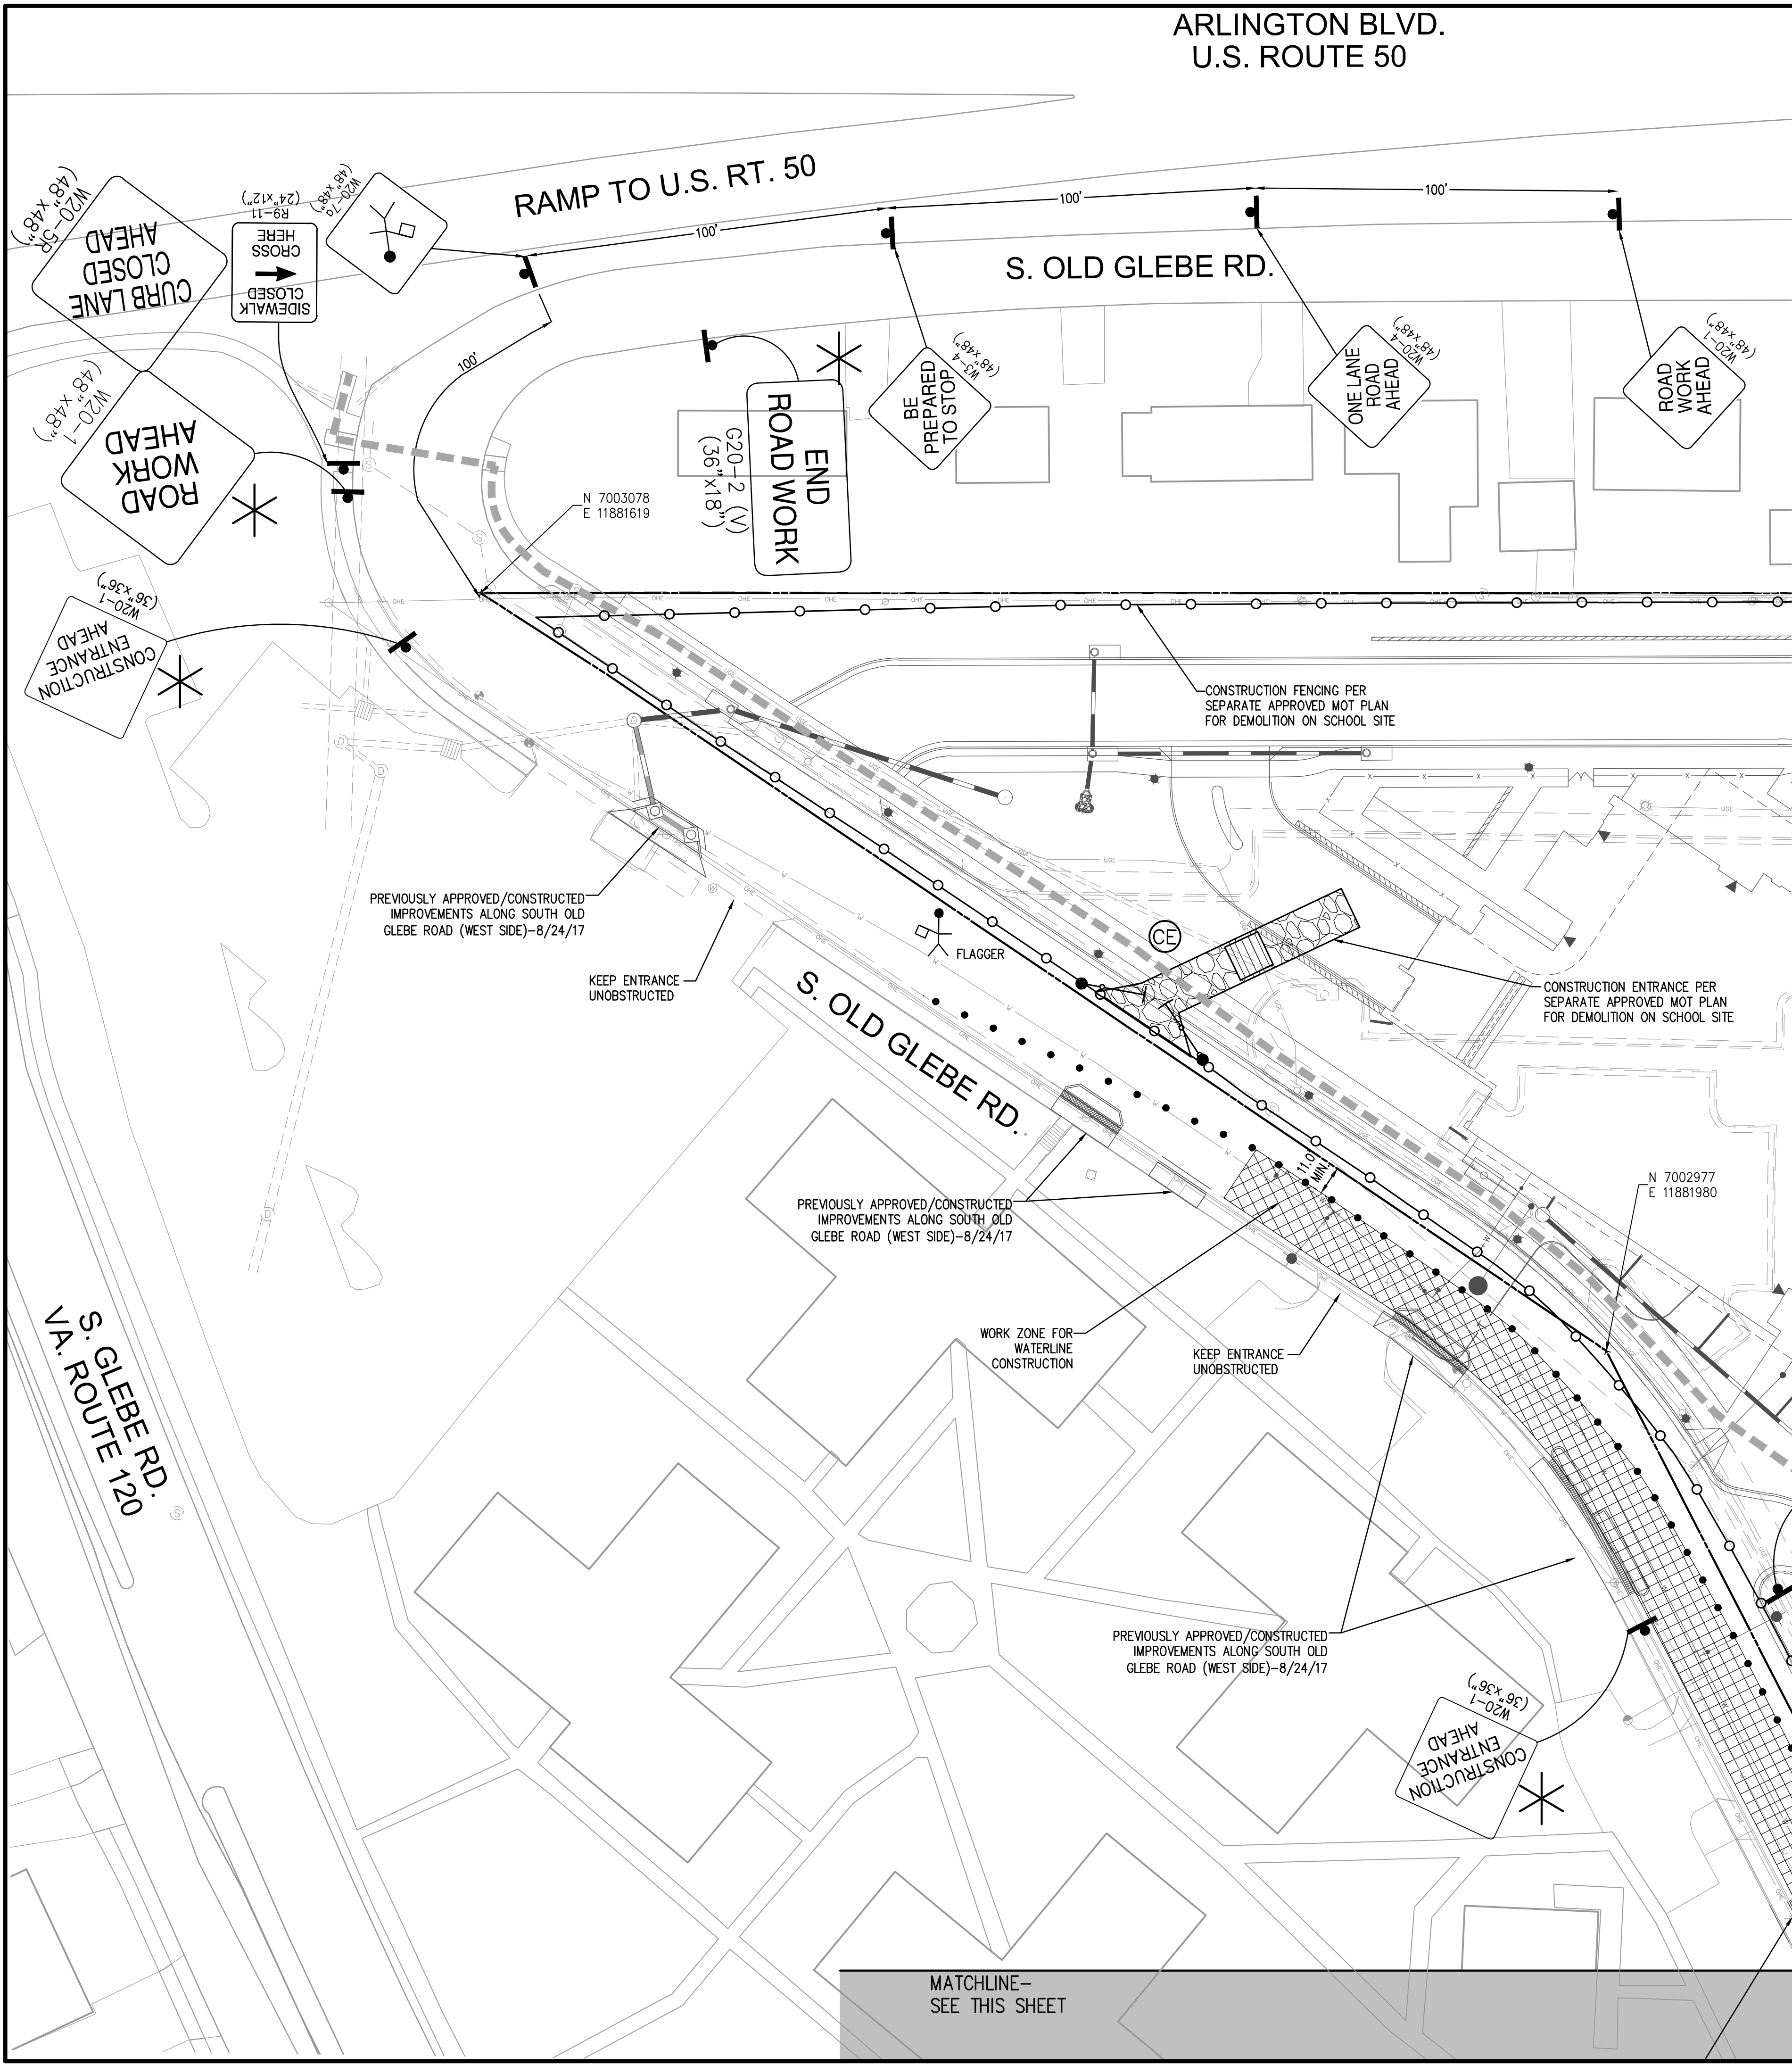 ARLINGTON BLVD.
U.S. ROUTE 50
RAMP TO U.S. RT. 50
100'
100'
100'
100'
S. OLD GLEBE RD.
W20-5R
(48"x48")
CURB LANE
CLOSED
AHEAD
R9-11
(24"x12")
SIDEWALK
CLOSED
CROSS
HERE
W20-7a
(48"x48")
W20-1
(48"x48")
ROAD
WORK
AHEAD
W20-1
(36"x36")
CONSTRUCTION
ENTRANCE
AHEAD
END
ROAD WORK
G20-2 (V)
(36"x18")
BE
PREPARED
TO STOP
W3-4
(48"x48")
ONE LANE
ROAD
AHEAD
W20-4
(48"x48")
ROAD
WORK
AHEAD
W20-1
(48"x48")
N 7003078
E 11881619
CONSTRUCTION FENCING PER
SEPARATE APPROVED MOT PLAN
FOR DEMOLITION ON SCHOOL SITE
PREVIOUSLY APPROVED/CONSTRUCTED
IMPROVEMENTS ALONG SOUTH OLD
GLEBE ROAD (WEST SIDE)-8/24/17
KEEP ENTRANCE
UNOBSTRUCTED
FLAGGER
CE
S. OLD GLEBE RD.
CONSTRUCTION ENTRANCE PER
SEPARATE APPROVED MOT PLAN
FOR DEMOLITION ON SCHOOL SITE
11.0'
MIN.
N 7002977
E 11881980
PREVIOUSLY APPROVED/CONSTRUCTED
IMPROVEMENTS ALONG SOUTH OLD
GLEBE ROAD (WEST SIDE)-8/24/17
WORK ZONE FOR
WATERLINE
CONSTRUCTION
KEEP ENTRANCE
UNOBSTRUCTED
S. GLEBE RD.
VA. ROUTE 120
PREVIOUSLY APPROVED/CONSTRUCTED
IMPROVEMENTS ALONG SOUTH OLD
GLEBE ROAD (WEST SIDE)-8/24/17
W20-1
(36"x36")
CONSTRUCTION
ENTRANCE
AHEAD
MATCHLINE-
SEE THIS SHEET